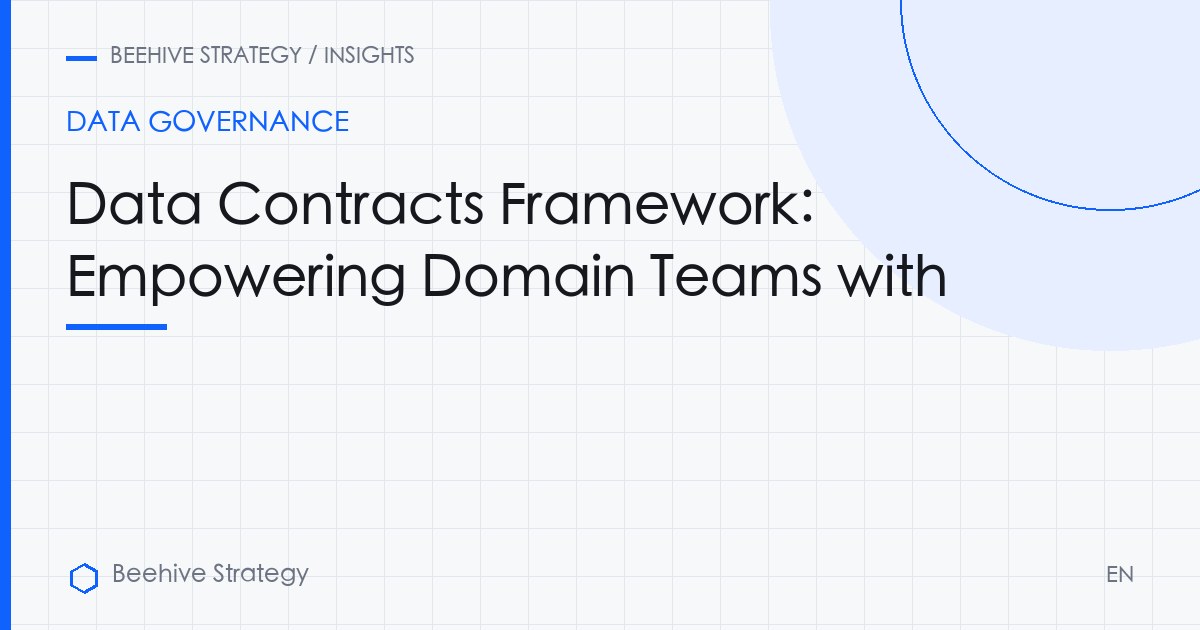 BEEHIVE STRATEGY / INSIGHTS
DATA GOVERNANCE
Data Contracts Framework:
Empowering Domain Teams with
Beehive Strategy
EN